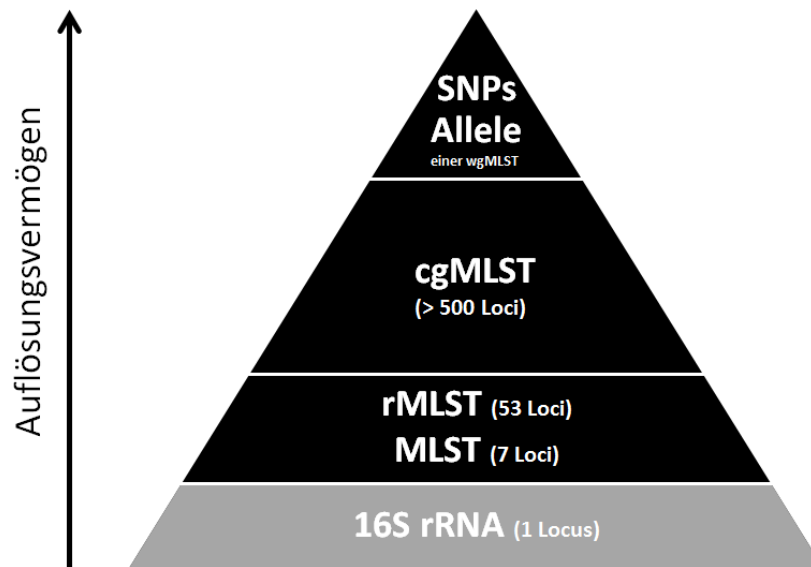 Auflösungsvermögen
SNPs
Allele
einer wgMLST
cgMLST
(> 500 Loci)
rMLST (53 Loci)
MLST (7 Loci)
16S rRNA (1 Locus)